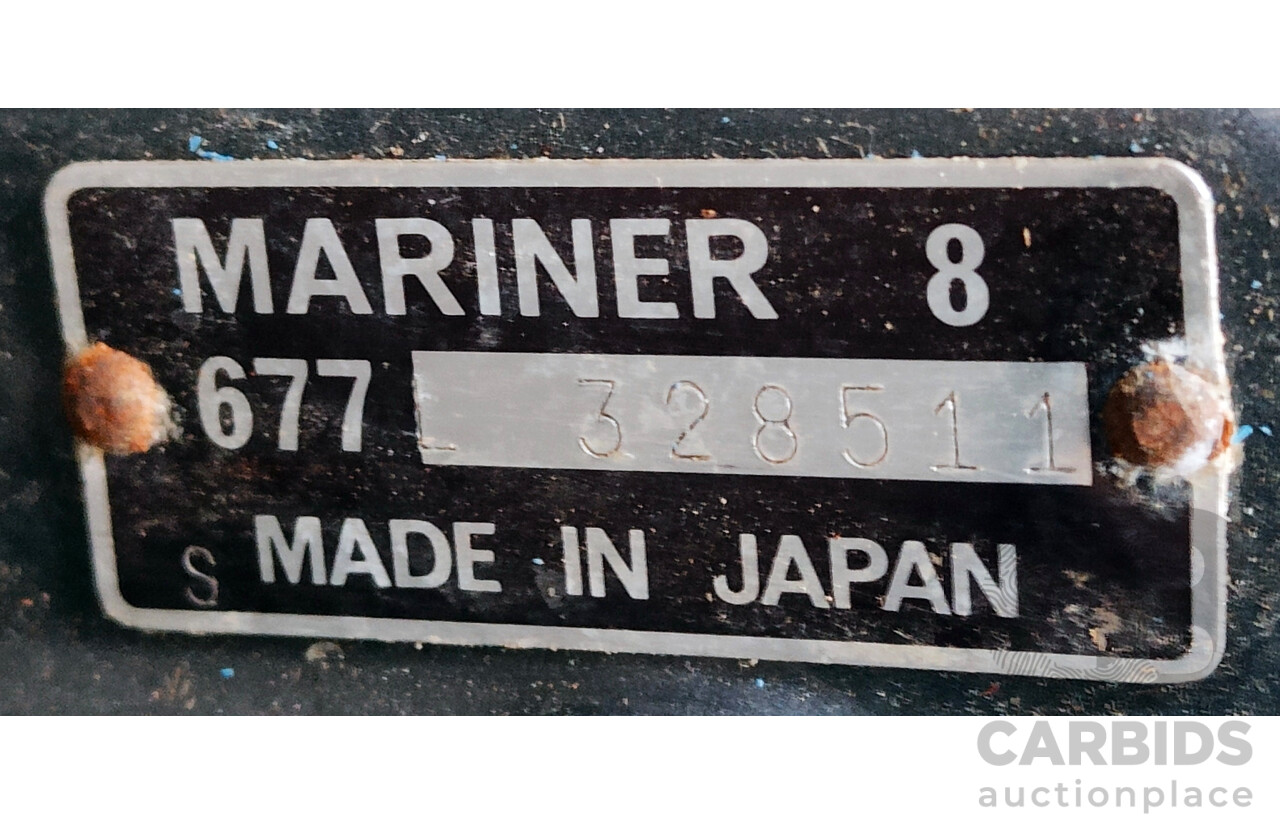 MARINER 8
677 L 328511
S MADE IN JAPAN
CARBIDS
auctionplace